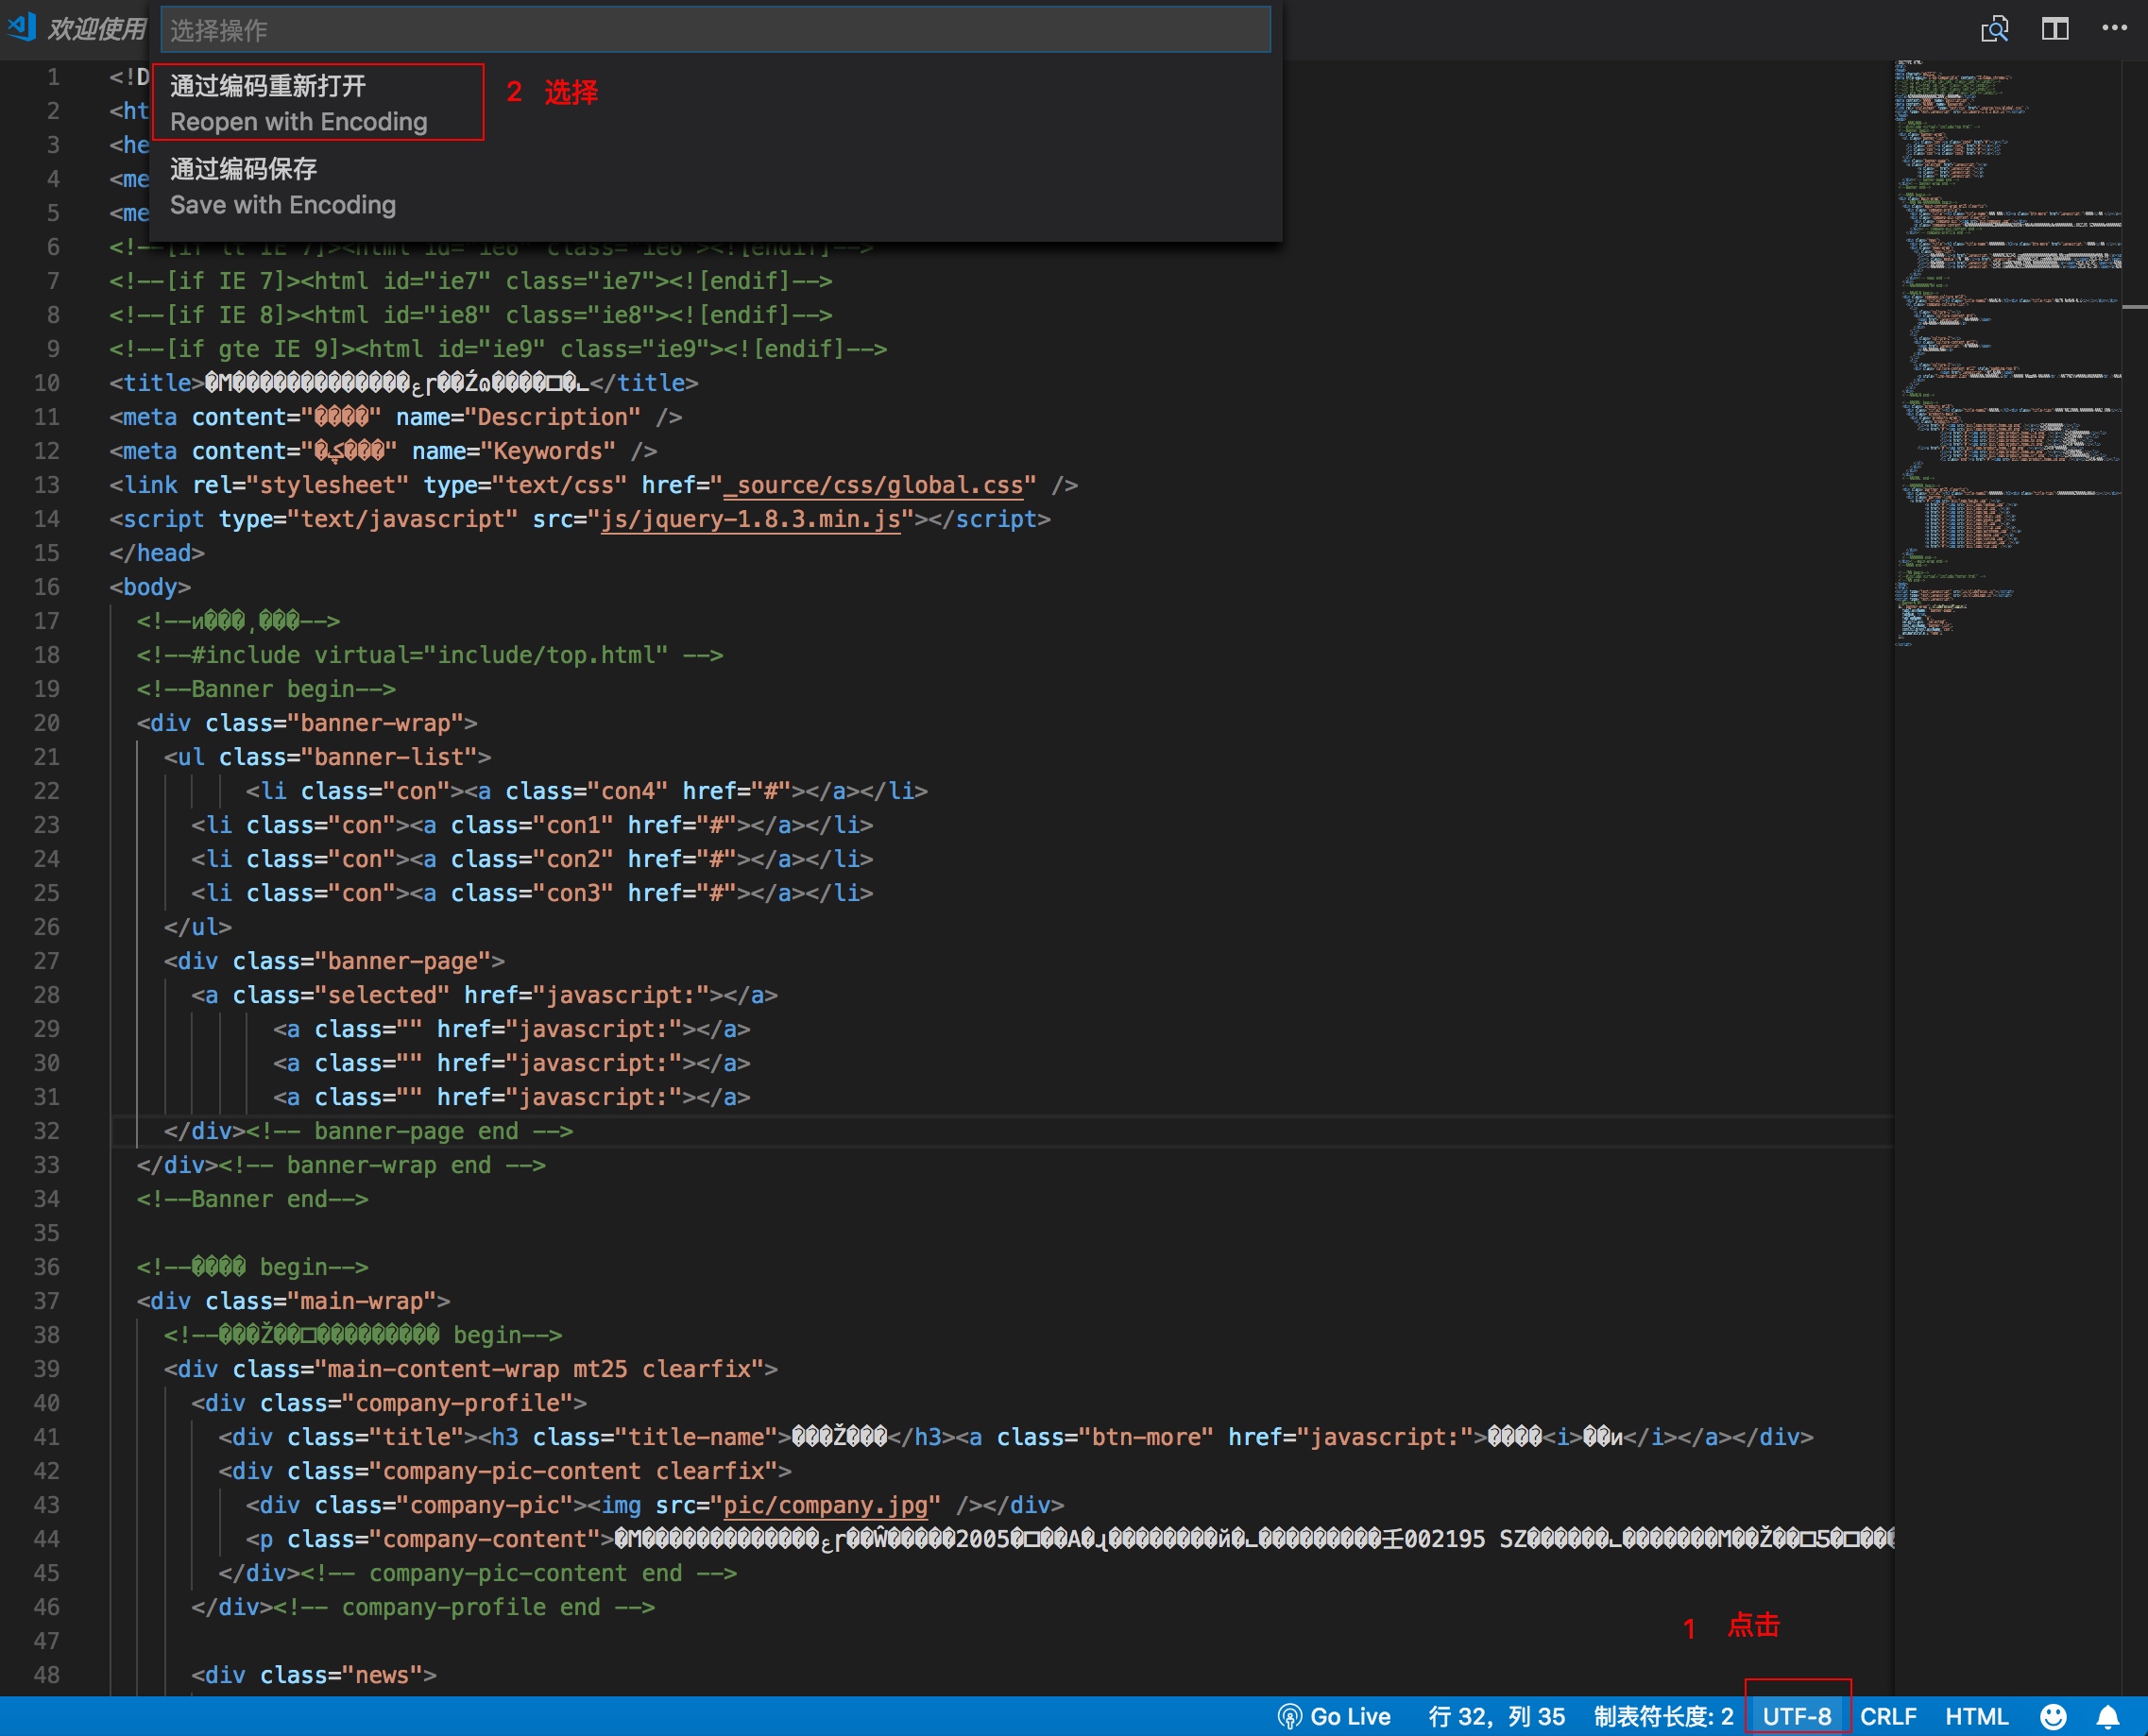 欢迎使用
选择操作
通过编码重新打开
Reopen with Encoding
2 选择
通过编码保存
Save with Encoding
1 <!D
2 <ht
3 <he
4 <me
5 <me
6 <!--[if lt IE 7]><html id="ie6" class="ie6"><![endif]-->
7 <!--[if IE 7]><html id="ie7" class="ie7"><![endif]-->
8 <!--[if IE 8]><html id="ie8" class="ie8"><![endif]-->
9 <!--[if gte IE 9]><html id="ie9" class="ie9"><![endif]-->
10 <title></title>
11 <meta content="����" name="Description" />
12 <meta content="�ؼ���" name="Keywords" />
13 <link rel="stylesheet" type="text/css" href="_source/css/global.css" />
14 <script type="text/javascript" src="js/jquery-1.8.3.min.js"></script>
15 </head>
16 <body>
17 <!--и���ͷ���-->
18 <!--#include virtual="include/top.html" -->
19 <!--Banner begin-->
20 <div class="banner-wrap">
21 <ul class="banner-list">
22 <li class="con"><a class="con4" href="#"></a></li>
23 <li class="con"><a class="con1" href="#"></a></li>
24 <li class="con"><a class="con2" href="#"></a></li>
25 <li class="con"><a class="con3" href="#"></a></li>
26 </ul>
27 <div class="banner-page">
28 <a class="selected" href="javascript:"></a>
29 <a class="" href="javascript:"></a>
30 <a class="" href="javascript:"></a>
31 <a class="" href="javascript:"></a>
32 </div><!-- banner-page end -->
33 </div><!-- banner-wrap end -->
34 <!--Banner end-->
35
36 <!--���� begin-->
37 <div class="main-wrap">
38 <!-- begin-->
39 <div class="main-content-wrap mt25 clearfix">
40 <div class="company-profile">
41 <div class="title"><h3 class="title-name">���Ž���</h3><a class="btn-more" href="javascript:">����<i>��и</i></a></div>
42 <div class="company-pic-content clearfix">
43 <div class="company-pic"><img src="pic/company.jpg" /></div>
44 <p class="company-content">2005 002195 SZ
45 </div><!-- company-pic-content end -->
46 </div><!-- company-profile end -->
47
48 <div class="news">
1 点击
Go Live 行 32，列 35 制表符长度: 2 UTF-8 CRLF HTML